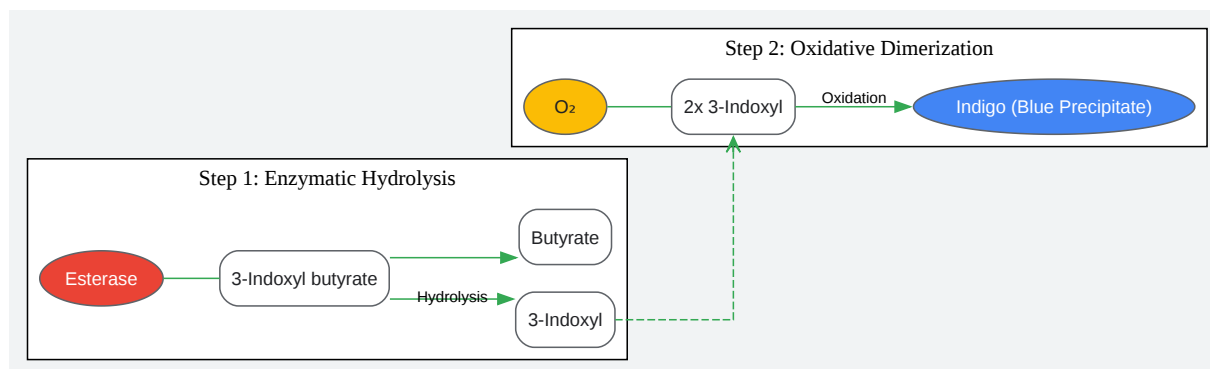 Step 2: Oxidative Dimerization
O₂
2x 3-Indoxyl
Oxidation
Indigo (Blue Precipitate)
Step 1: Enzymatic Hydrolysis
Esterase
3-Indoxyl butyrate
Butyrate
Hydrolysis
3-Indoxyl